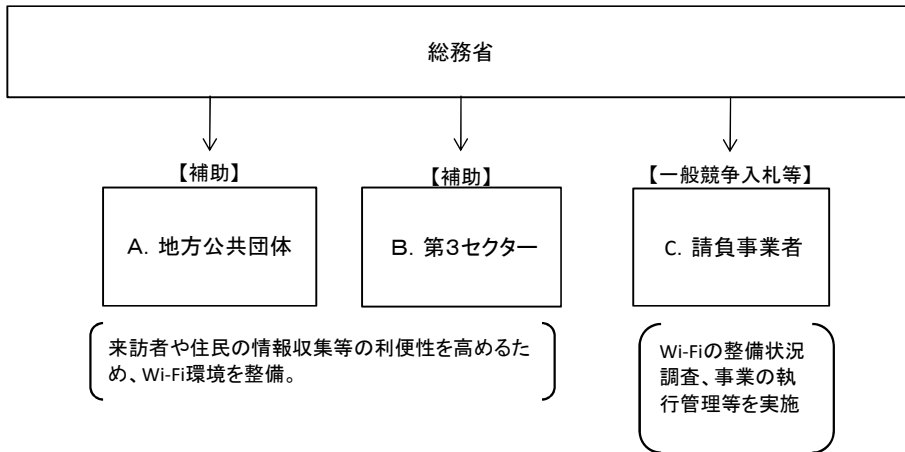 総務省
【補助】
【補助】
【一般競争入札等】
A. 地方公共団体
B. 第3セクター
C. 請負事業者
来訪者や住民の情報収集等の利便性を高めるた
め、Wi-Fi環境を整備。
Wi-Fiの整備状況
調査、事業の執
行管理等を実施